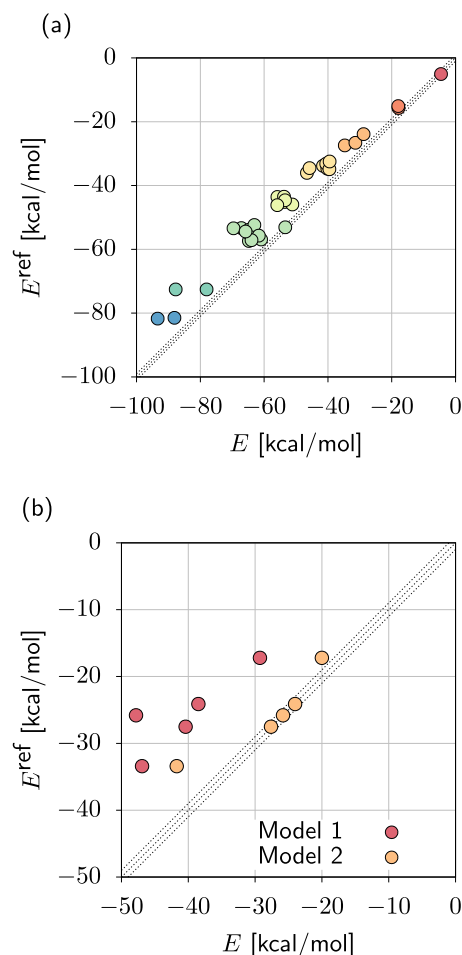 (a)
0
−20
−40
−60
−80
−100
E^ref [kcal/mol]
−100 −80 −60 −40 −20 0
E [kcal/mol]
(b)
0
−10
−20
−30
−40
−50
E^ref [kcal/mol]
Model 1
Model 2
−50 −40 −30 −20 −10 0
E [kcal/mol]